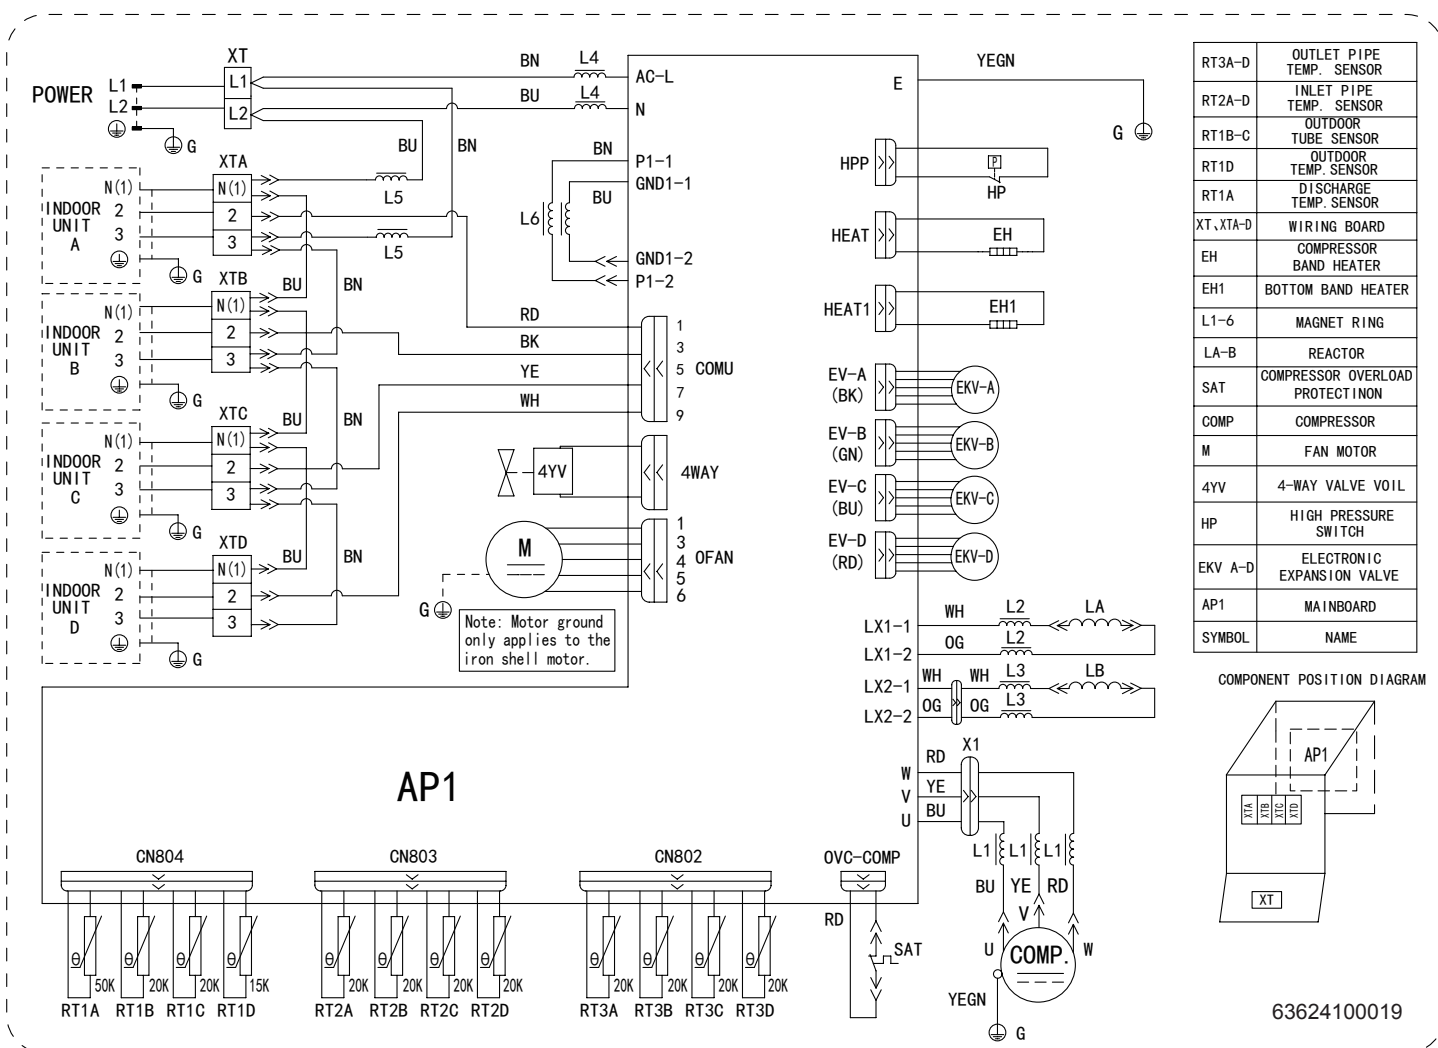 XT
BN
L4
YEGN
POWER
L1
L2
L1
L2
BU
L4
AC-L
N
E
G
G
BU
BN
BN
P1-1
GND1-1
BU
L6
GND1-2
P1-2
HPP
P
HP
HEAT
EH
HEAT1
EH1
XTA
INDOOR
UNIT
A
N(1)
2
3
N(1)
2
3
L5
L5
G
XTB
BU
BN
INDOOR
UNIT
B
N(1)
2
3
N(1)
2
3
G
XTC
BU
BN
INDOOR
UNIT
C
N(1)
2
3
N(1)
2
3
G
XTD
BU
BN
INDOOR
UNIT
D
N(1)
2
3
N(1)
2
3
G
RD
BK
YE
WH
1
3
5
7
9
COMU
4YV
4WAY
M
1
3
4
5
6
OFAN
G
Note: Motor ground
only applies to the
iron shell motor.
EV-A
(BK)
EKV-A
EV-B
(GN)
EKV-B
EV-C
(BU)
EKV-C
EV-D
(RD)
EKV-D
LX1-1
WH
L2
LA
LX1-2
OG
L2
LX2-1
WH
WH
L3
LB
LX2-2
OG
OG
L3
X1
W
RD
V
YE
U
BU
L1
L1
L1
BU
YE
RD
U
V
W
COMP.
YEGN
G
AP1
CN804
50K
20K
20K
15K
RT1A
RT1B
RT1C
RT1D
CN803
20K
20K
20K
20K
RT2A
RT2B
RT2C
RT2D
CN802
20K
20K
20K
20K
RT3A
RT3B
RT3C
RT3D
θ
θ
θ
θ
θ
θ
θ
θ
θ
θ
θ
θ
OVC-COMP
RD
SAT
RT3A-D OUTLET PIPE
TEMP. SENSOR
RT2A-D INLET PIPE
TEMP. SENSOR
RT1B-C OUTDOOR
TUBE SENSOR
RT1D OUTDOOR
TEMP. SENSOR
RT1A DISCHARGE
TEMP. SENSOR
XT、XTA-D WIRING BOARD
EH COMPRESSOR
BAND HEATER
EH1 BOTTOM BAND HEATER
L1-6 MAGNET RING
LA-B REACTOR
SAT COMPRESSOR OVERLOAD
PROTECTINON
COMP COMPRESSOR
M FAN MOTOR
4YV 4-WAY VALVE VOIL
HP HIGH PRESSURE
SWITCH
EKV A-D ELECTRONIC
EXPANSION VALVE
AP1 MAINBOARD
SYMBOL NAME
COMPONENT POSITION DIAGRAM
AP1
XTA
XTB
XTC
XTD
XT
63624100019